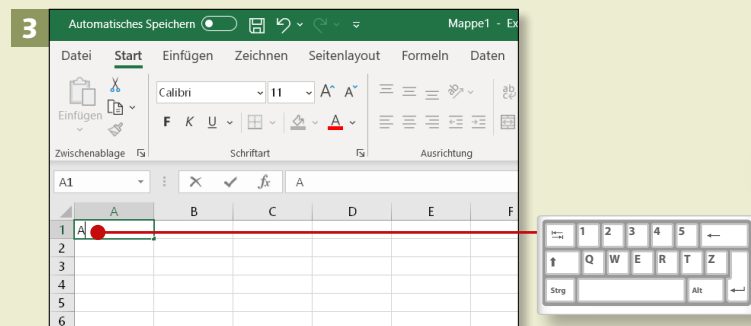 3
Automatisches Speichern
Mappe1 - Ex
Datei Start Einfügen Zeichnen Seitenlayout Formeln Daten
Calibri 11 A A
Einfügen
F K U A
ab
Zwischenablage Schriftart Ausrichtung
A1 fx A
A B C D E F
1 A
2
3
4
5
6
1 2 3 4 5
Q W E R T Z
Strg Alt